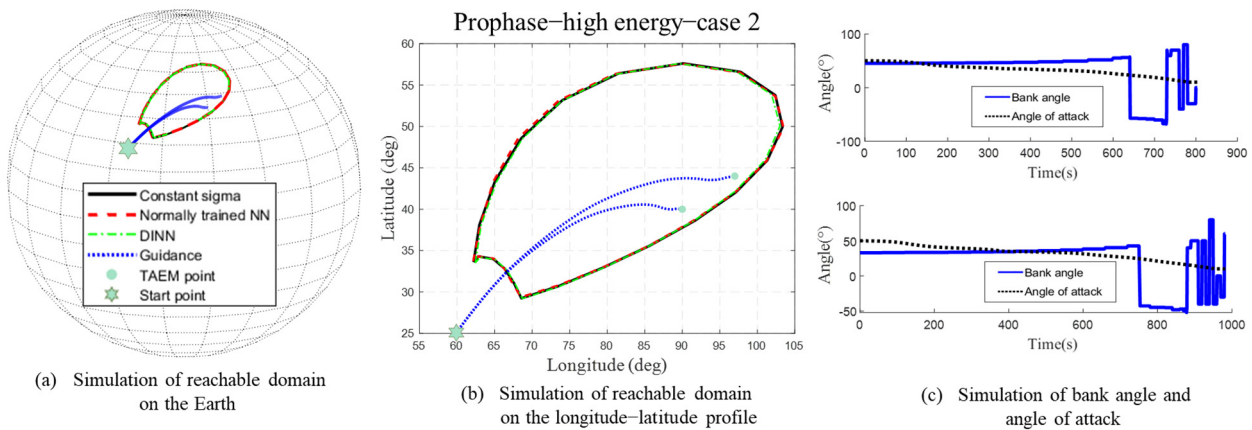 Prophase−high energy−case 2
Constant sigma
Normally trained NN
DINN
Guidance
TAEM point
Start point
(a) Simulation of reachable domain
on the Earth
Latitude (deg)
60
55
50
45
40
35
30
25
55 60 65 70 75 80 85 90 95 100 105
Longitude (deg)
(b) Simulation of reachable domain
on the longitude−latitude profile
Angle(°)
100
0
-100
Bank angle
Angle of attack
0 100 200 300 400 500 600 700 800 900
Time(s)
Angle(°)
100
50
0
-50
Bank angle
Angle of attack
0 200 400 600 800 1000
Time(s)
(c) Simulation of bank angle and
angle of attack